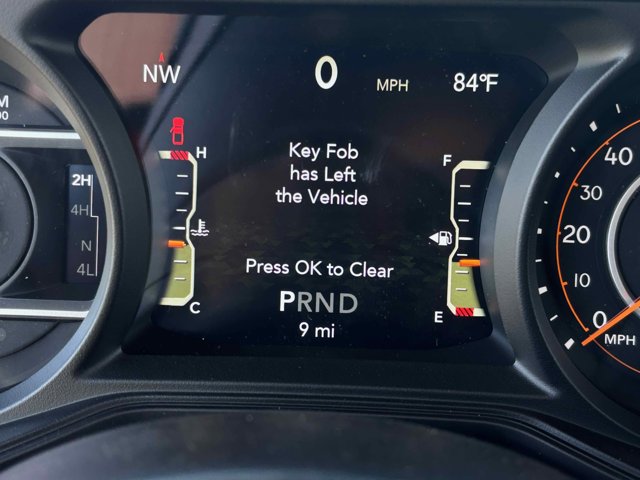 NW 0 MPH 84°F
M
00
H
Key Fob
has Left
the Vehicle
F
2H
4H
N
4L
Press OK to Clear
C
PRND
E
9 mi
40
30
20
10
0
MPH